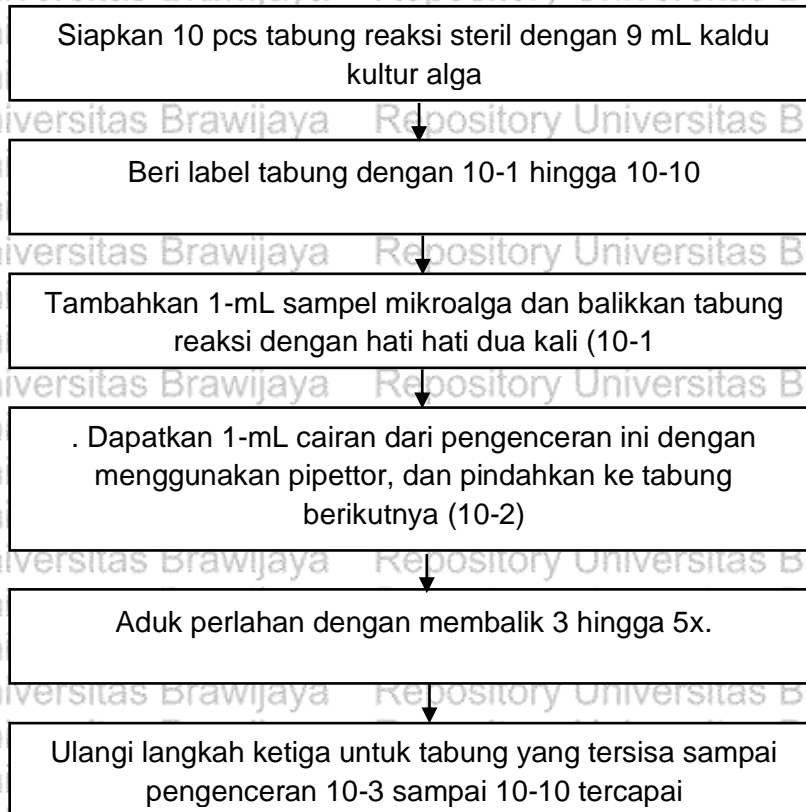 Siapkan 10 pcs tabung reaksi steril dengan 9 mL kaldu
kultur alga
iversitas Brawijaya Repository Universitas B
Beri label tabung dengan 10-1 hingga 10-10
iversitas Brawijaya Repository Universitas B
Tambahkan 1-mL sampel mikroalga dan balikkan tabung
reaksi dengan hati hati dua kali (10-1
iversitas Brawijaya Repository Universitas B
. Dapatkan 1-mL cairan dari pengenceran ini dengan
menggunakan pipettor, dan pindahkan ke tabung
berikutnya (10-2)
iversitas Brawijaya Repository Universitas B
Aduk perlahan dengan membalik 3 hingga 5x.
iversitas Brawijaya Repository Universitas B
Ulangi langkah ketiga untuk tabung yang tersisa sampai
pengenceran 10-3 sampai 10-10 tercapai